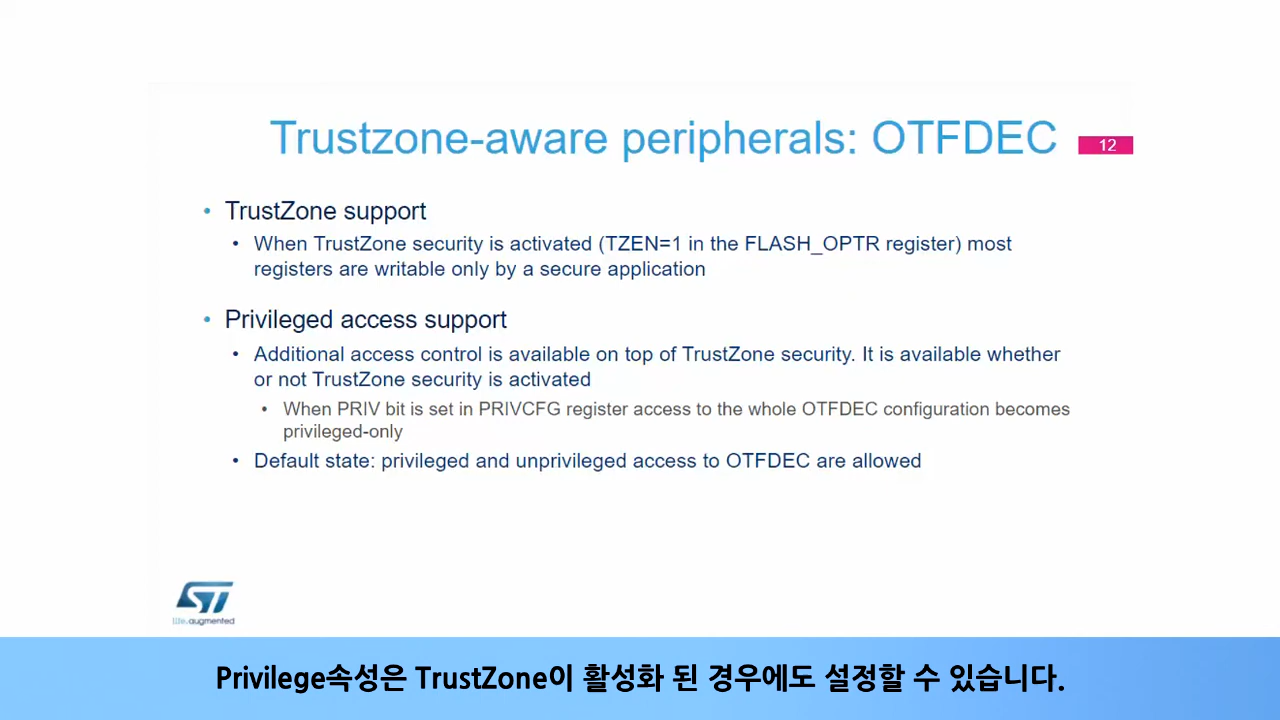 Trustzone-aware peripherals: OTFDEC
12
• TrustZone support
• When TrustZone security is activated (TZEN=1 in the FLASH_OPTR register) most
registers are writable only by a secure application
• Privileged access support
• Additional access control is available on top of TrustZone security. It is available whether
or not TrustZone security is activated
• When PRIV bit is set in PRIVCFG register access to the whole OTFDEC configuration becomes
privileged-only
• Default state: privileged and unprivileged access to OTFDEC are allowed
ST
life.augmented
Privilege속성은 TrustZone이 활성화 된 경우에도 설정할 수 있습니다.